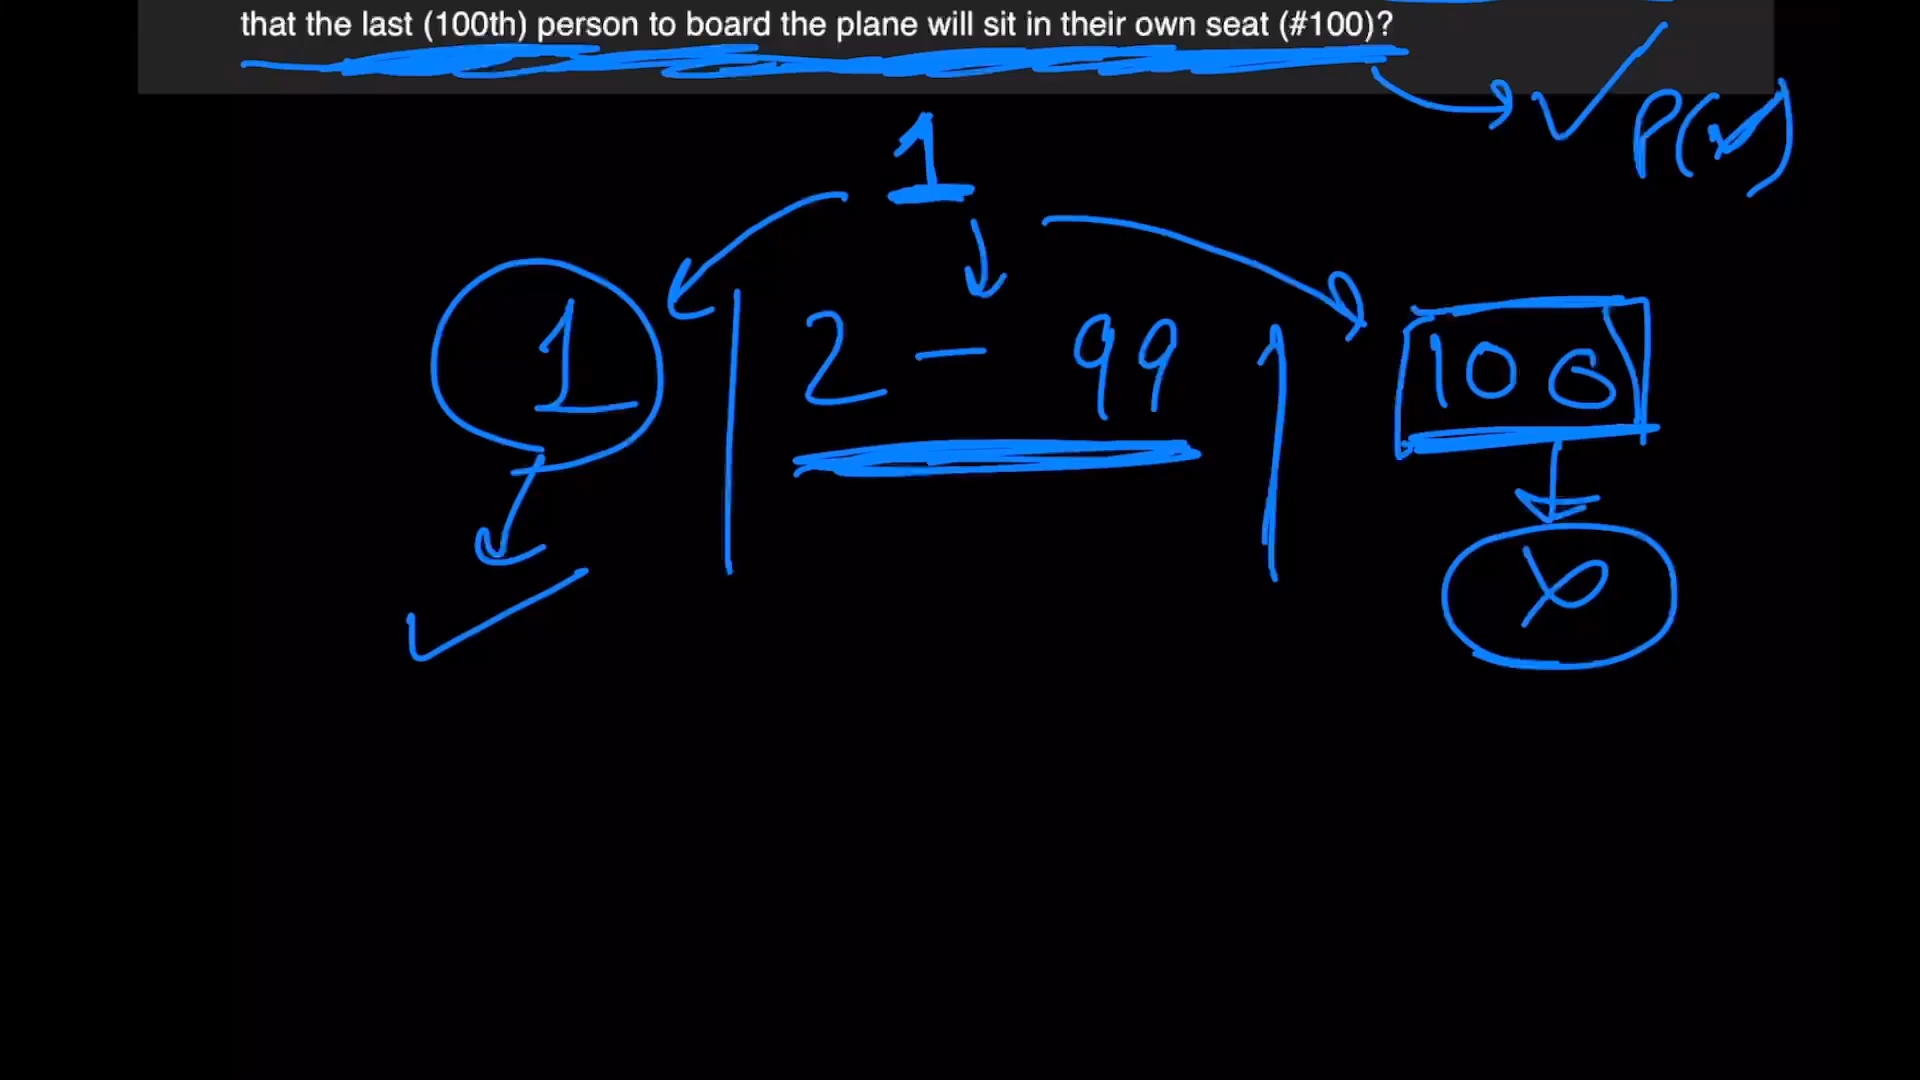 that the last (100th) person to board the plane will sit in their own seat (#100)?
P(✓)
1
1 | 2 - 99 | 100